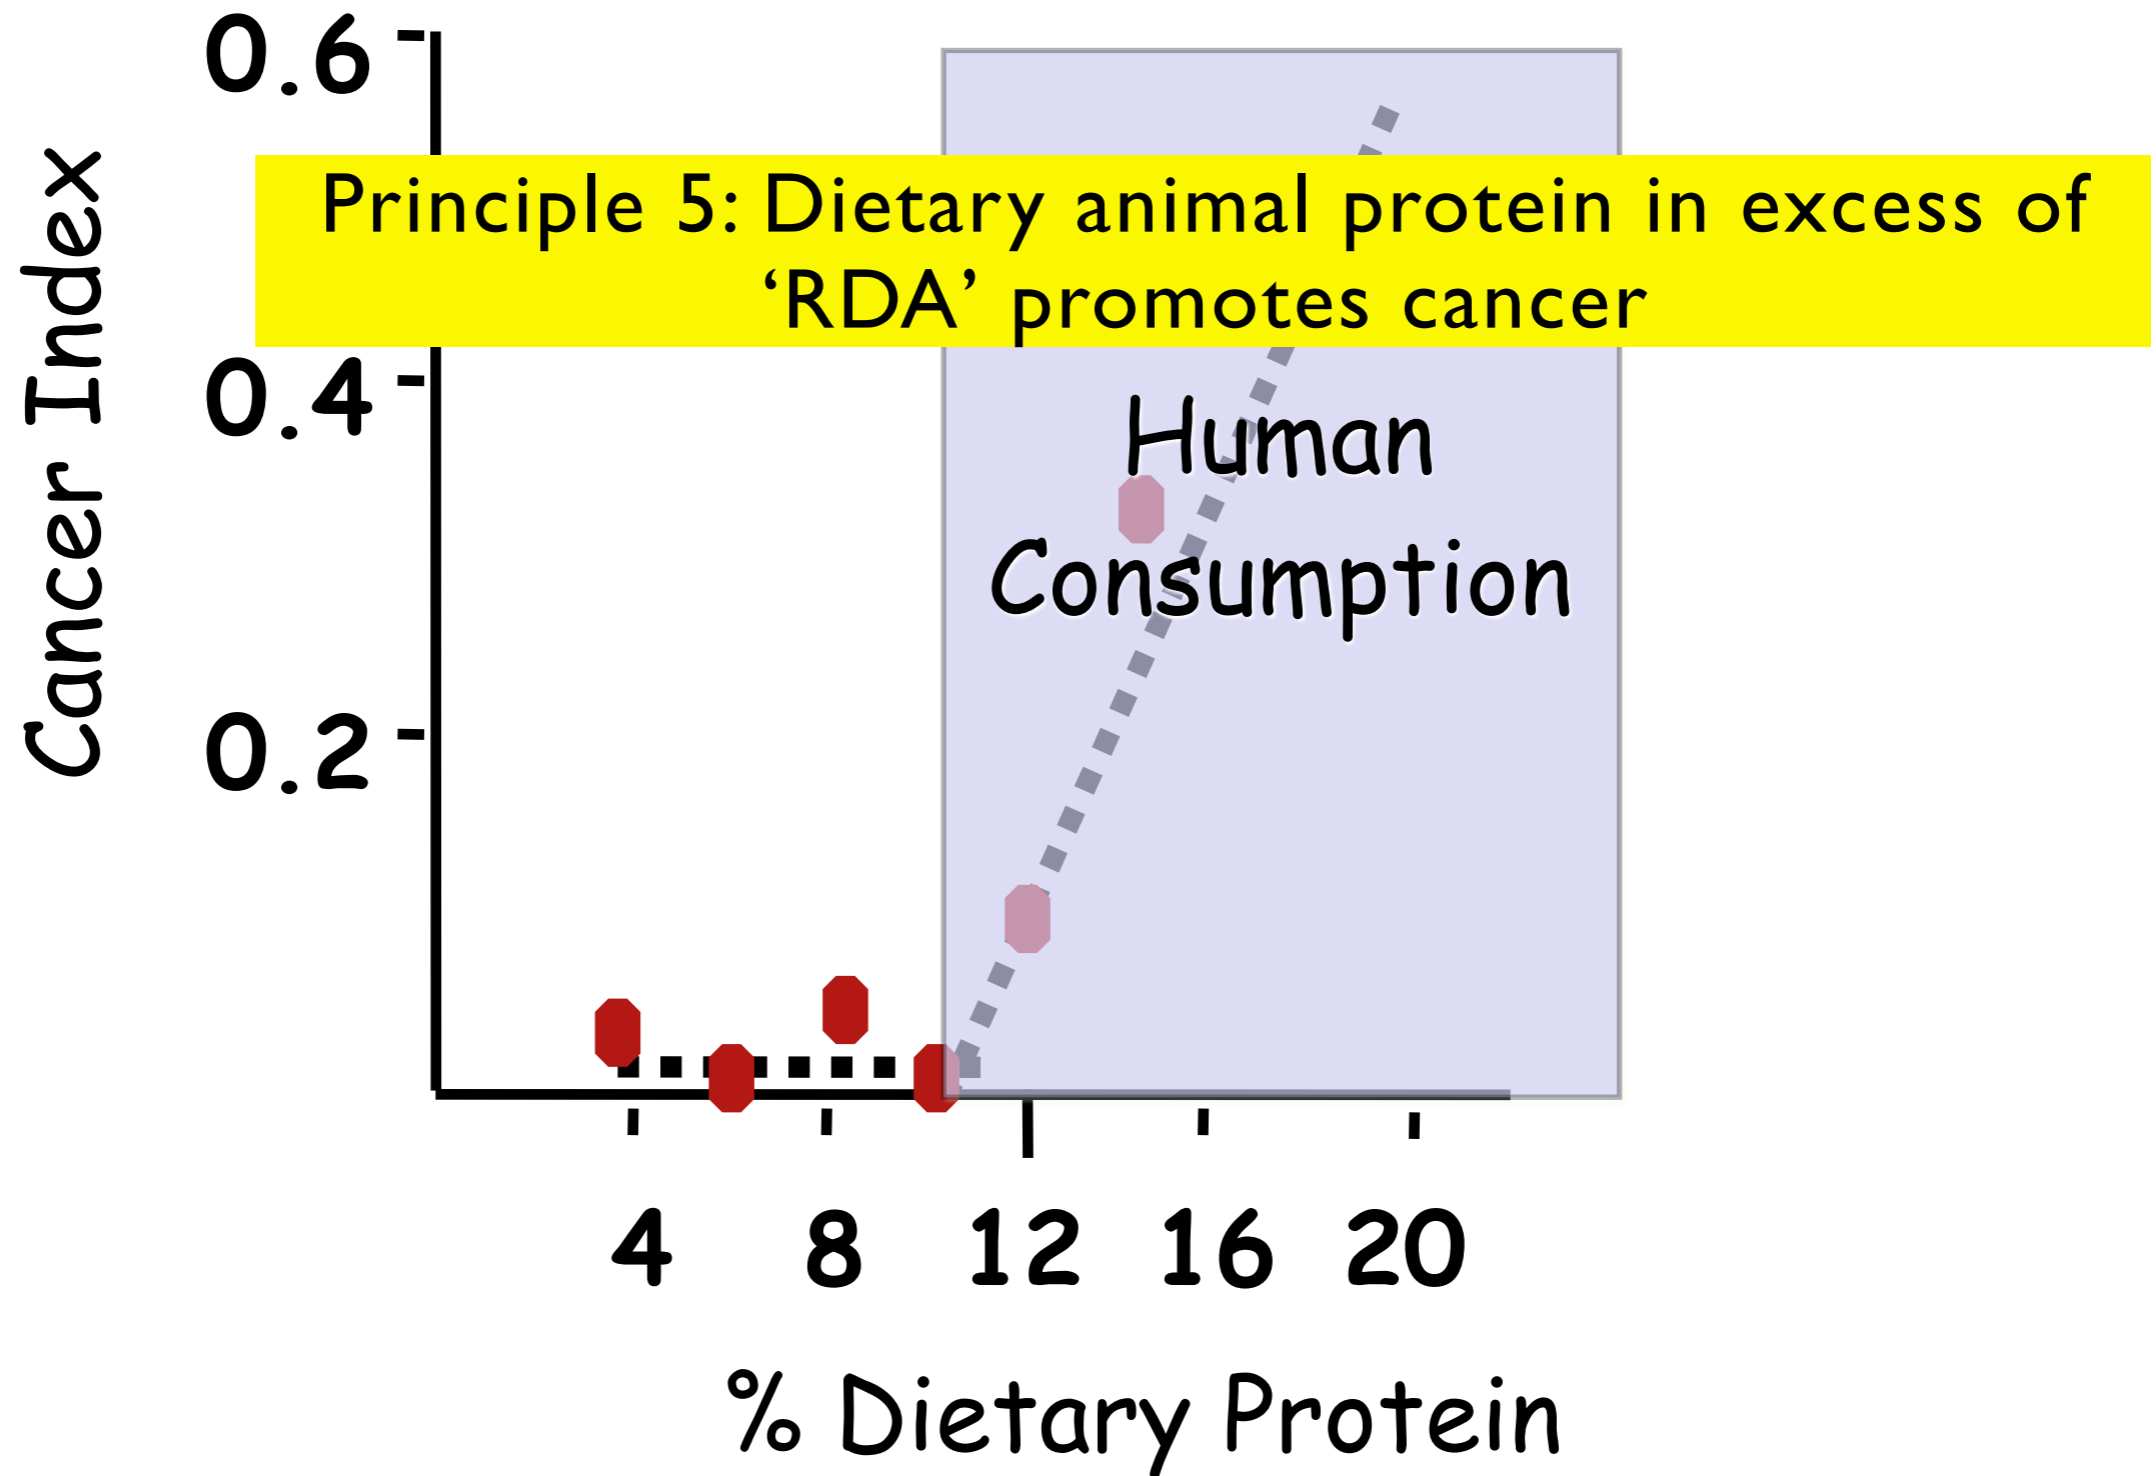 0.6
Principle 5: Dietary animal protein in excess of
‘RDA’ promotes cancer
0.4
Human
Consumption
0.2
Cancer Index
4 8 12 16 20
% Dietary Protein